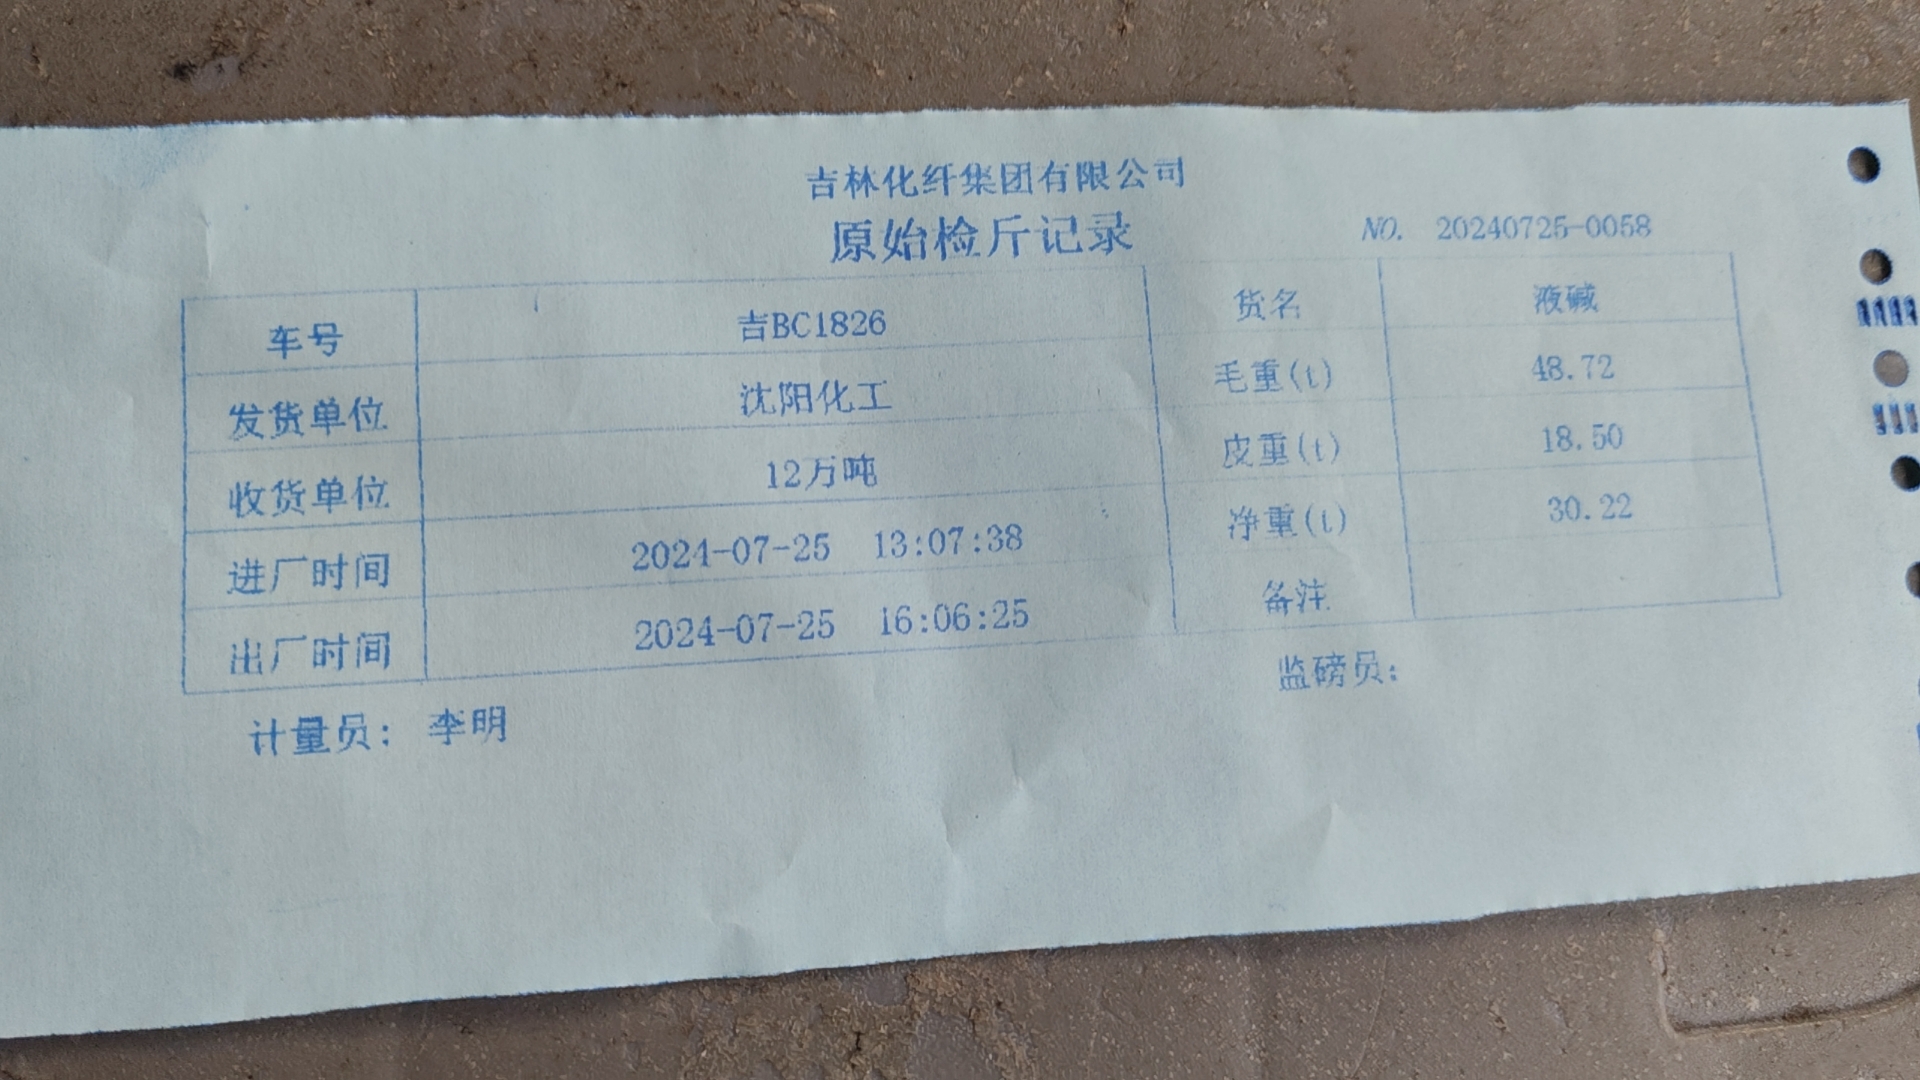 吉林化纤集团有限公司
原始检斤记录
NO. 20240725-0058
车号 吉BC1826 货名 液碱
发货单位 沈阳化工 毛重(t) 48.72
收货单位 12万吨 皮重(t) 18.50
进厂时间 2024-07-25 13:07:38 净重(t) 30.22
出厂时间 2024-07-25 16:06:25 备注
计量员: 李明 监磅员: